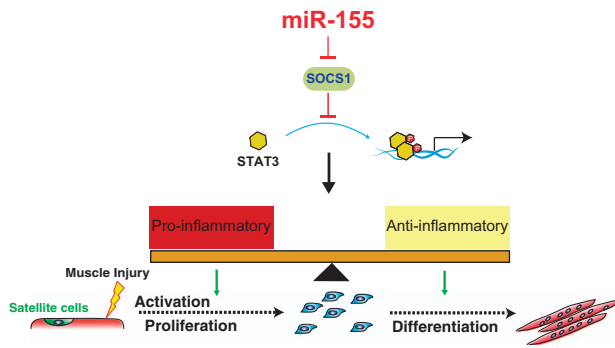 miR-155
SOCS1
P
P
STAT3
Pro-inflammatory
Anti-inflammatory
Muscle Injury
Satellite cells
Activation
Proliferation
Differentiation